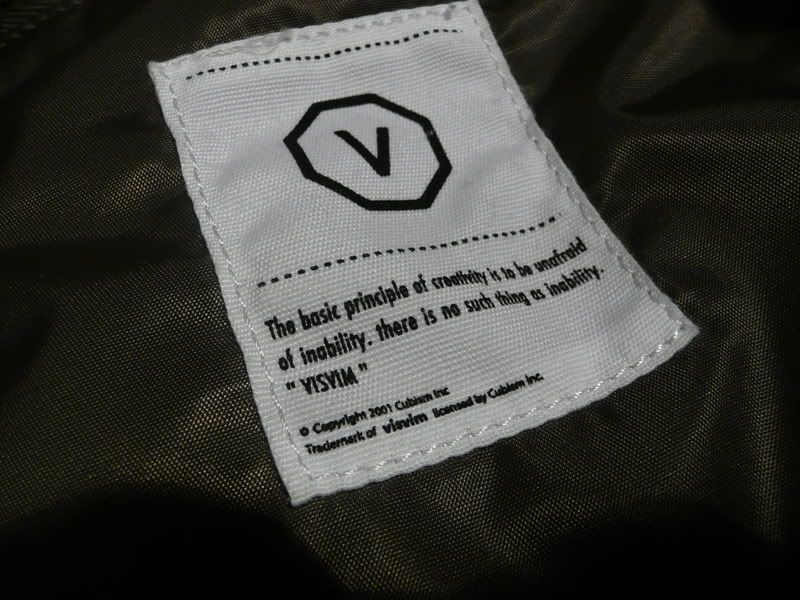 V
The basic principle of creativity is to be unafraid
of inability. there is no such thing as inability.
" VISVIM "
© Copyright 2001 Cubism Inc
Trademark of visvim licensed by Cubism Inc.